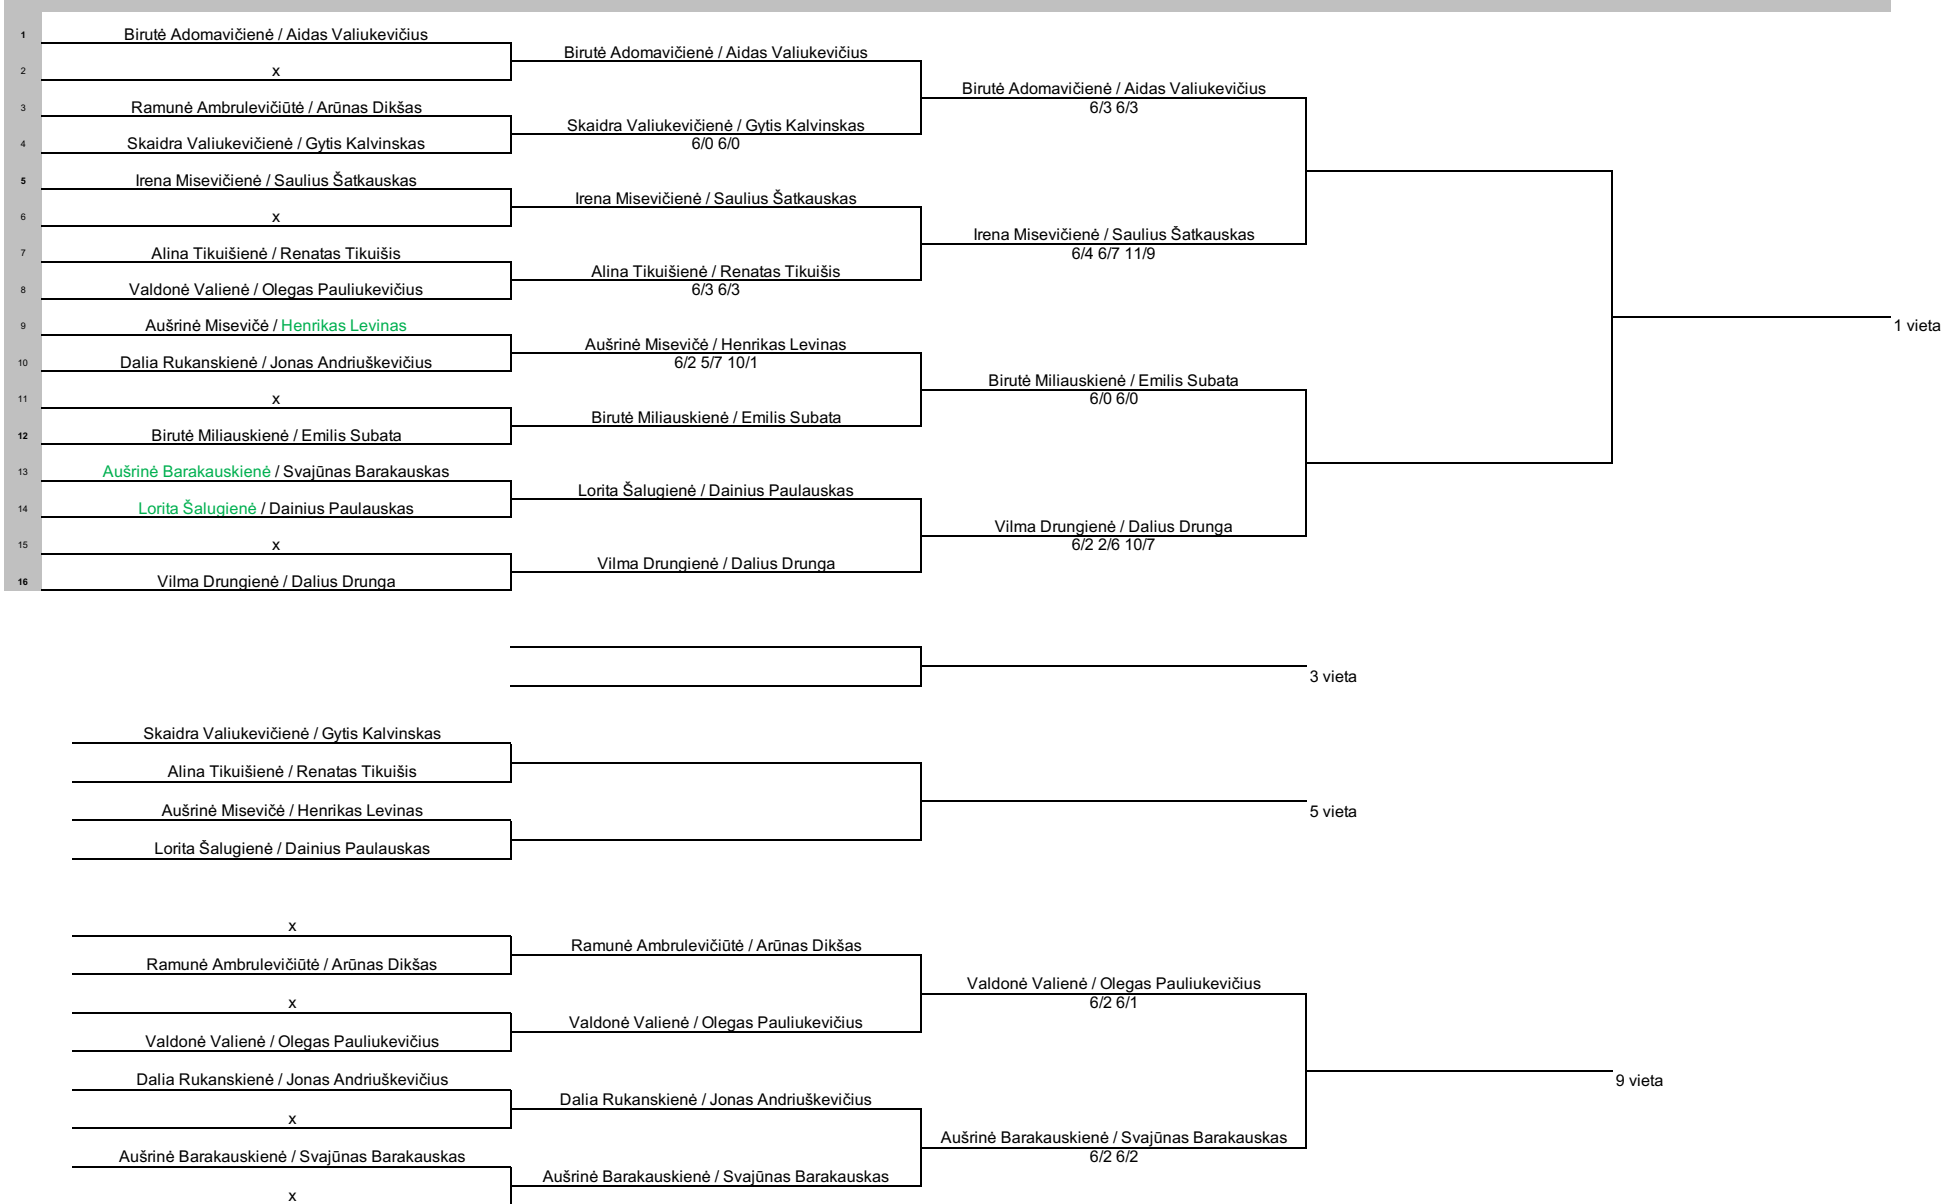 1 Birutė Adomavičienė / Aidas Valiukevičius
Birutė Adomavičienė / Aidas Valiukevičius
2 x
Birutė Adomavičienė / Aidas Valiukevičius
6/3 6/3
3 Ramunė Ambrulevičiūtė / Arūnas Dikšas
Skaidra Valiukevičienė / Gytis Kalvinskas
6/0 6/0
4 Skaidra Valiukevičienė / Gytis Kalvinskas
5 Irena Misevičienė / Saulius Šatkauskas
Irena Misevičienė / Saulius Šatkauskas
6 x
Irena Misevičienė / Saulius Šatkauskas
6/4 6/7 11/9
7 Alina Tikuišienė / Renatas Tikuišis
Alina Tikuišienė / Renatas Tikuišis
6/3 6/3
8 Valdonė Valienė / Olegas Pauliukevičius
9 Aušrinė Misevičė / Henrikas Levinas
1 vieta
Aušrinė Misevičė / Henrikas Levinas
6/2 5/7 10/1
10 Dalia Rukanskienė / Jonas Andriuškevičius
Birutė Miliauskienė / Emilis Subata
6/0 6/0
11 x
Birutė Miliauskienė / Emilis Subata
12 Birutė Miliauskienė / Emilis Subata
13 Aušrinė Barakauskienė / Svajūnas Barakauskas
Lorita Šalugienė / Dainius Paulauskas
14 Lorita Šalugienė / Dainius Paulauskas
Vilma Drungienė / Dalius Drunga
6/2 2/6 10/7
15 x
Vilma Drungienė / Dalius Drunga
16 Vilma Drungienė / Dalius Drunga
3 vieta
Skaidra Valiukevičienė / Gytis Kalvinskas
Alina Tikuišienė / Renatas Tikuišis
Aušrinė Misevičė / Henrikas Levinas
5 vieta
Lorita Šalugienė / Dainius Paulauskas
x
Ramunė Ambrulevičiūtė / Arūnas Dikšas
Ramunė Ambrulevičiūtė / Arūnas Dikšas
Valdonė Valienė / Olegas Pauliukevičius
6/2 6/1
x
Valdonė Valienė / Olegas Pauliukevičius
Valdonė Valienė / Olegas Pauliukevičius
Dalia Rukanskienė / Jonas Andriuškevičius
9 vieta
Dalia Rukanskienė / Jonas Andriuškevičius
x
Aušrinė Barakauskienė / Svajūnas Barakauskas
6/2 6/2
Aušrinė Barakauskienė / Svajūnas Barakauskas
Aušrinė Barakauskienė / Svajūnas Barakauskas
x